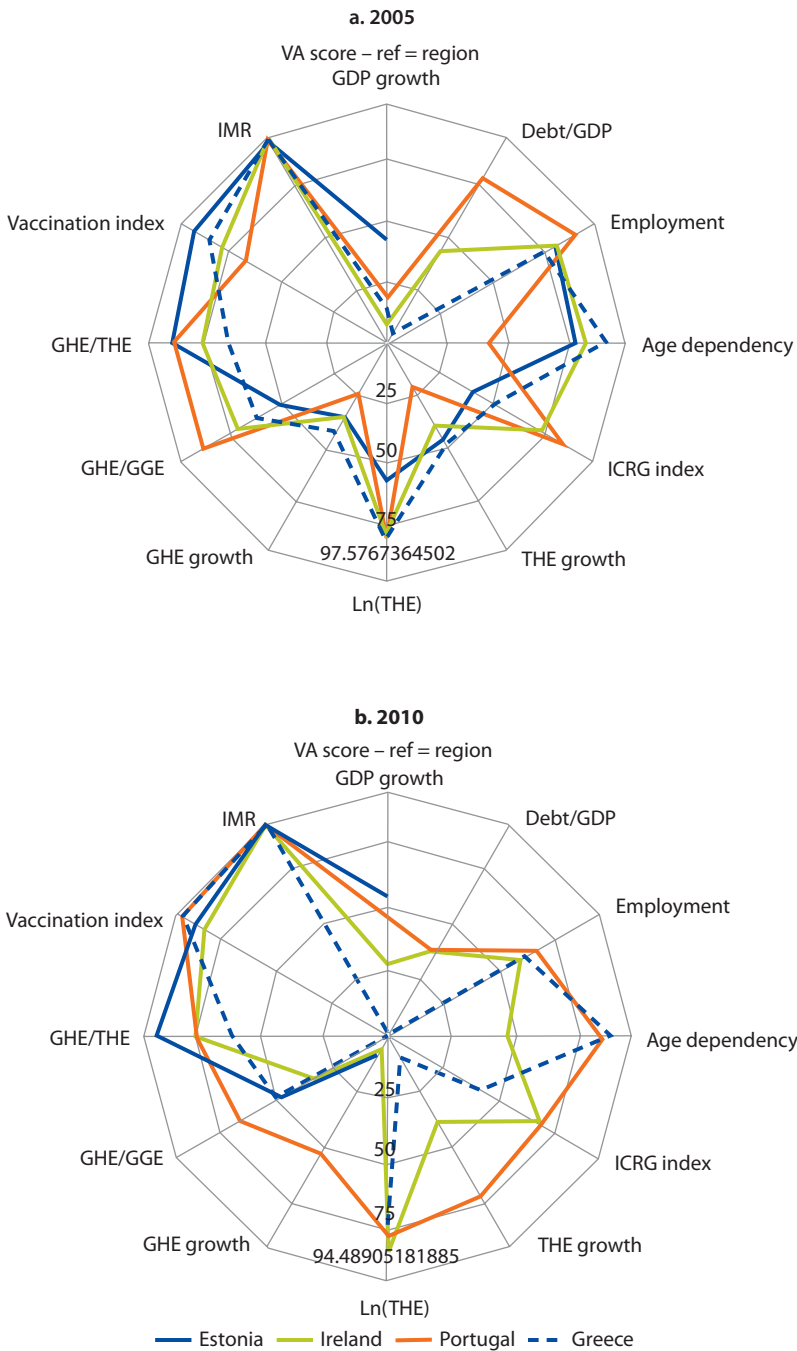 a. 2005
VA score – ref = region
GDP growth
IMR
Debt/GDP
Vaccination index
Employment
GHE/THE
Age dependency
25
50
GHE/GGE
ICRG index
75
GHE growth
97.5767364502
THE growth
Ln(THE)
b. 2010
VA score – ref = region
GDP growth
IMR
Debt/GDP
Vaccination index
Employment
GHE/THE
Age dependency
25
50
GHE/GGE
ICRG index
75
GHE growth
94.48905181885
THE growth
Ln(THE)
Estonia Ireland Portugal Greece